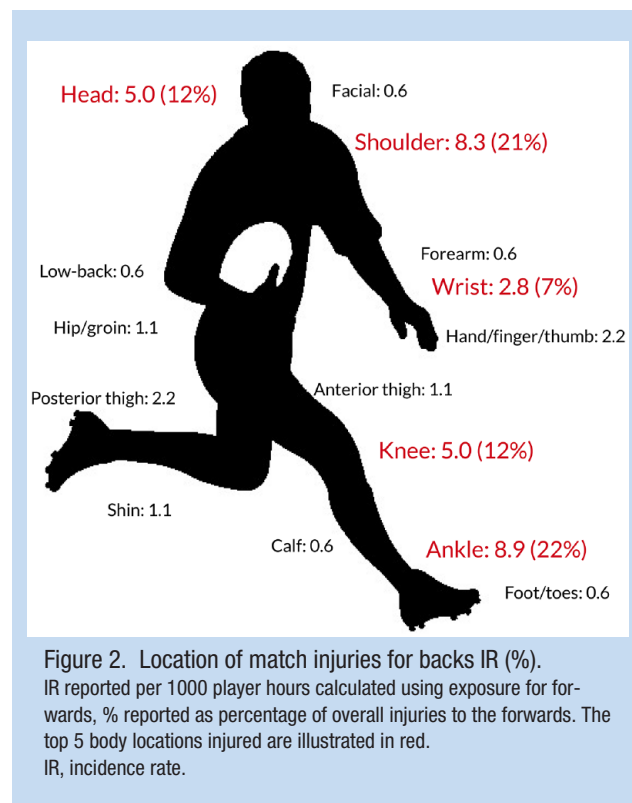 Head: 5.0 (12%)
Facial: 0.6
Shoulder: 8.3 (21%)
Forearm: 0.6
Low-back: 0.6
Wrist: 2.8 (7%)
Hip/groin: 1.1
Hand/finger/thumb: 2.2
Anterior thigh: 1.1
Posterior thigh: 2.2
Knee: 5.0 (12%)
Shin: 1.1
Calf: 0.6
Ankle: 8.9 (22%)
Foot/toes: 0.6
Figure 2. Location of match injuries for backs IR (%).
IR reported per 1000 player hours calculated using exposure for for-
wards, % reported as percentage of overall injuries to the forwards. The
top 5 body locations injured are illustrated in red.
IR, incidence rate.